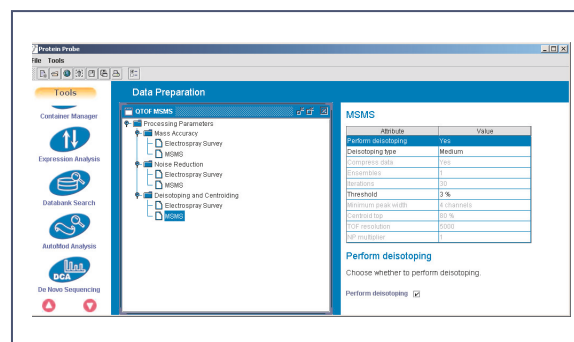 Protein Probe
File Tools
Tools
Data Preparation
Container Manager
Expression Analysis
Databank Search
AutoMod Analysis
DCA
De Novo Sequencing
QTOF MSMS
Processing Parameters
Mass Accuracy
Electrospray Survey
MSMS
Noise Reduction
Electrospray Survey
MSMS
Deisotoping and Centroiding
Electrospray Survey
MSMS
MSMS
Attribute Value
Perform deisotoping Yes
Deisotoping type Medium
Compress data Yes
Ensembles 1
Iterations 30
Threshold 3 %
Minimum peak width 4 channels
Centroid top 80 %
TOF resolution 5000
NP multiplier 1
Perform deisotoping
Choose whether to perform deisotoping.
Perform deisotoping